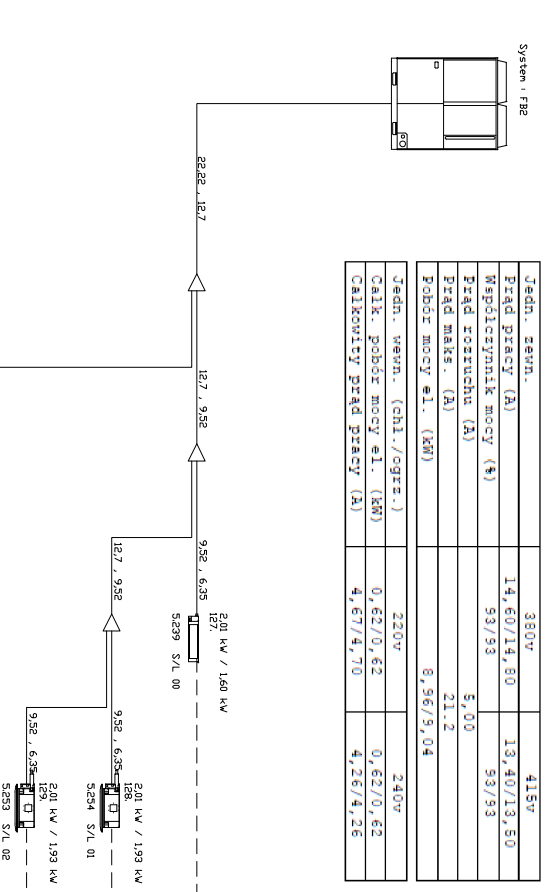 System : FB2
Jedn. zewn. 380v 415v
Prąd pracy (A) 14,60/14,80 13,40/13,50
Współczynnik mocy (%) 93/93 93/93
Prąd rozruchu (A) 5,00
Prąd maks. (A) 21.2
Pobór mocy el. (kW) 8,96/9,04
Jedn. wewn. (chł./ogrz.) 220v 240v
Całk. pobór mocy el. (kW) 0,62/0,62 0,62/0,62
Całkowity prąd pracy (A) 4,67/4,70 4,26/4,26
22,22 , 12,7
12,7 , 9,52
9,52 , 6,35
2,01 kW / 1,60 kW
127.
5.239 S/L 00
12,7 , 9,52
9,52 , 6,35
2,01 kW / 1,93 kW
128.
5.254 S/L 01
9,52 , 6,35
2,01 kW / 1,93 kW
129.
5.253 S/L 02